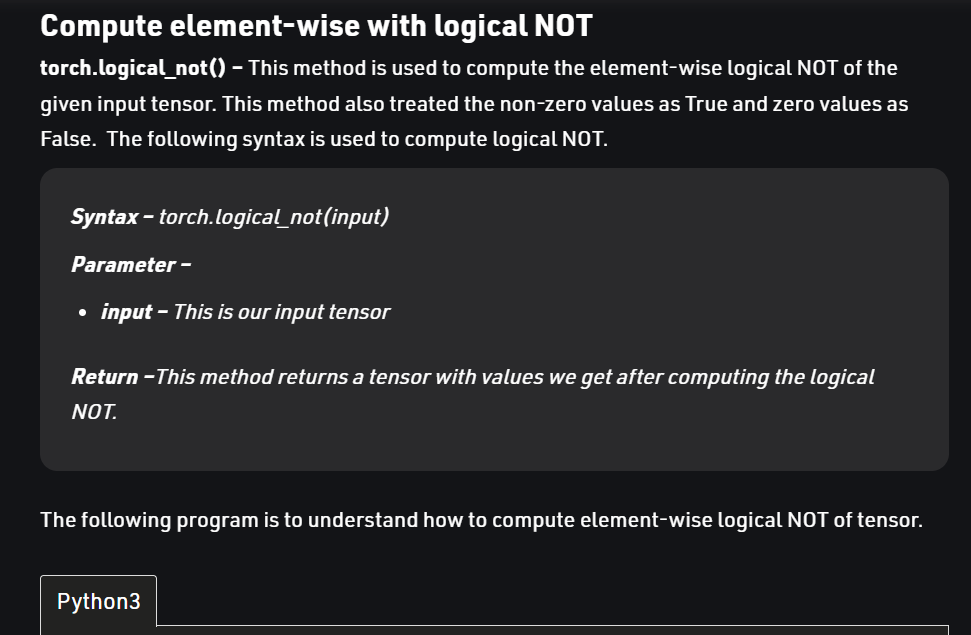 Compute element-wise with logical NOT
torch.logical_not() – This method is used to compute the element-wise logical NOT of the
given input tensor. This method also treated the non-zero values as True and zero values as
False.  The following syntax is used to compute logical NOT.
Syntax – torch.logical_not(input)
Parameter –
• input – This is our input tensor
Return –This method returns a tensor with values we get after computing the logical
NOT.
The following program is to understand how to compute element-wise logical NOT of tensor.
Python3